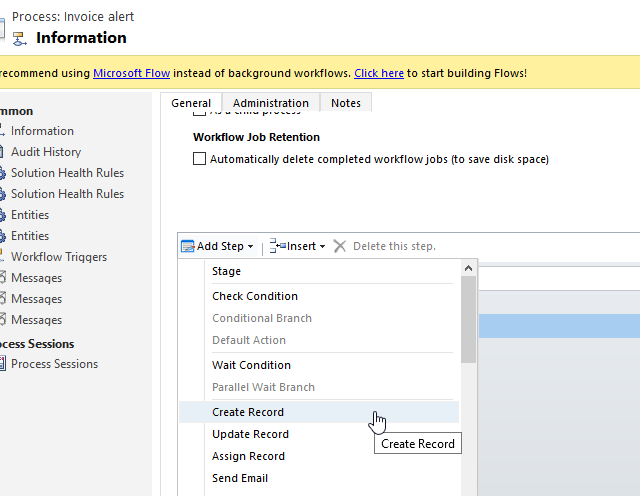 Process: Invoice alert
Information
recommend using Microsoft Flow instead of background workflows. Click here to start building Flows!
Information
Audit History
Solution Health Rules
Solution Health Rules
Entities
Entities
Workflow Triggers
Messages
Messages
Messages
Process Sessions
General
Administration
Notes
As a child process
Workflow Job Retention
Automatically delete completed workflow jobs (to save disk space)
Add Step
Insert
Delete this step.
Stage
Check Condition
Conditional Branch
Default Action
Wait Condition
Parallel Wait Branch
Create Record
Update Record
Assign Record
Send Email
Create Record